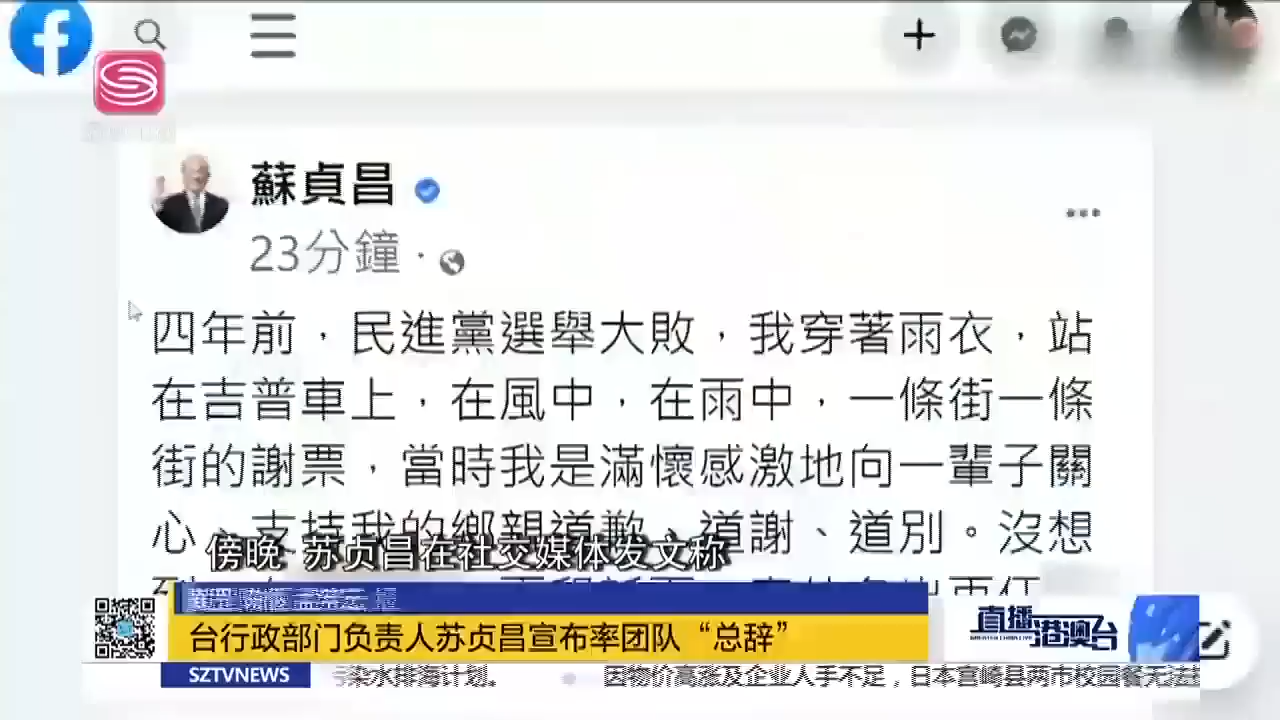 蘇貞昌
23分鐘 ·
四年前，民進黨選舉大敗，我穿著雨衣，站
在吉普車上，在風中，在雨中，一條街一條
街的謝票，當時我是滿懷感激地向一輩子關
心、支持我的鄉親道歉、道謝、道別。沒想
傍晚 苏贞昌在社交媒体发文称
台行政部门负责人苏贞昌宣布率团队“总辞”
直播港澳台
SZTVNEWS
染水排海计划。
因物价高涨及企业人手不足，日本宫崎县两市校园餐无法